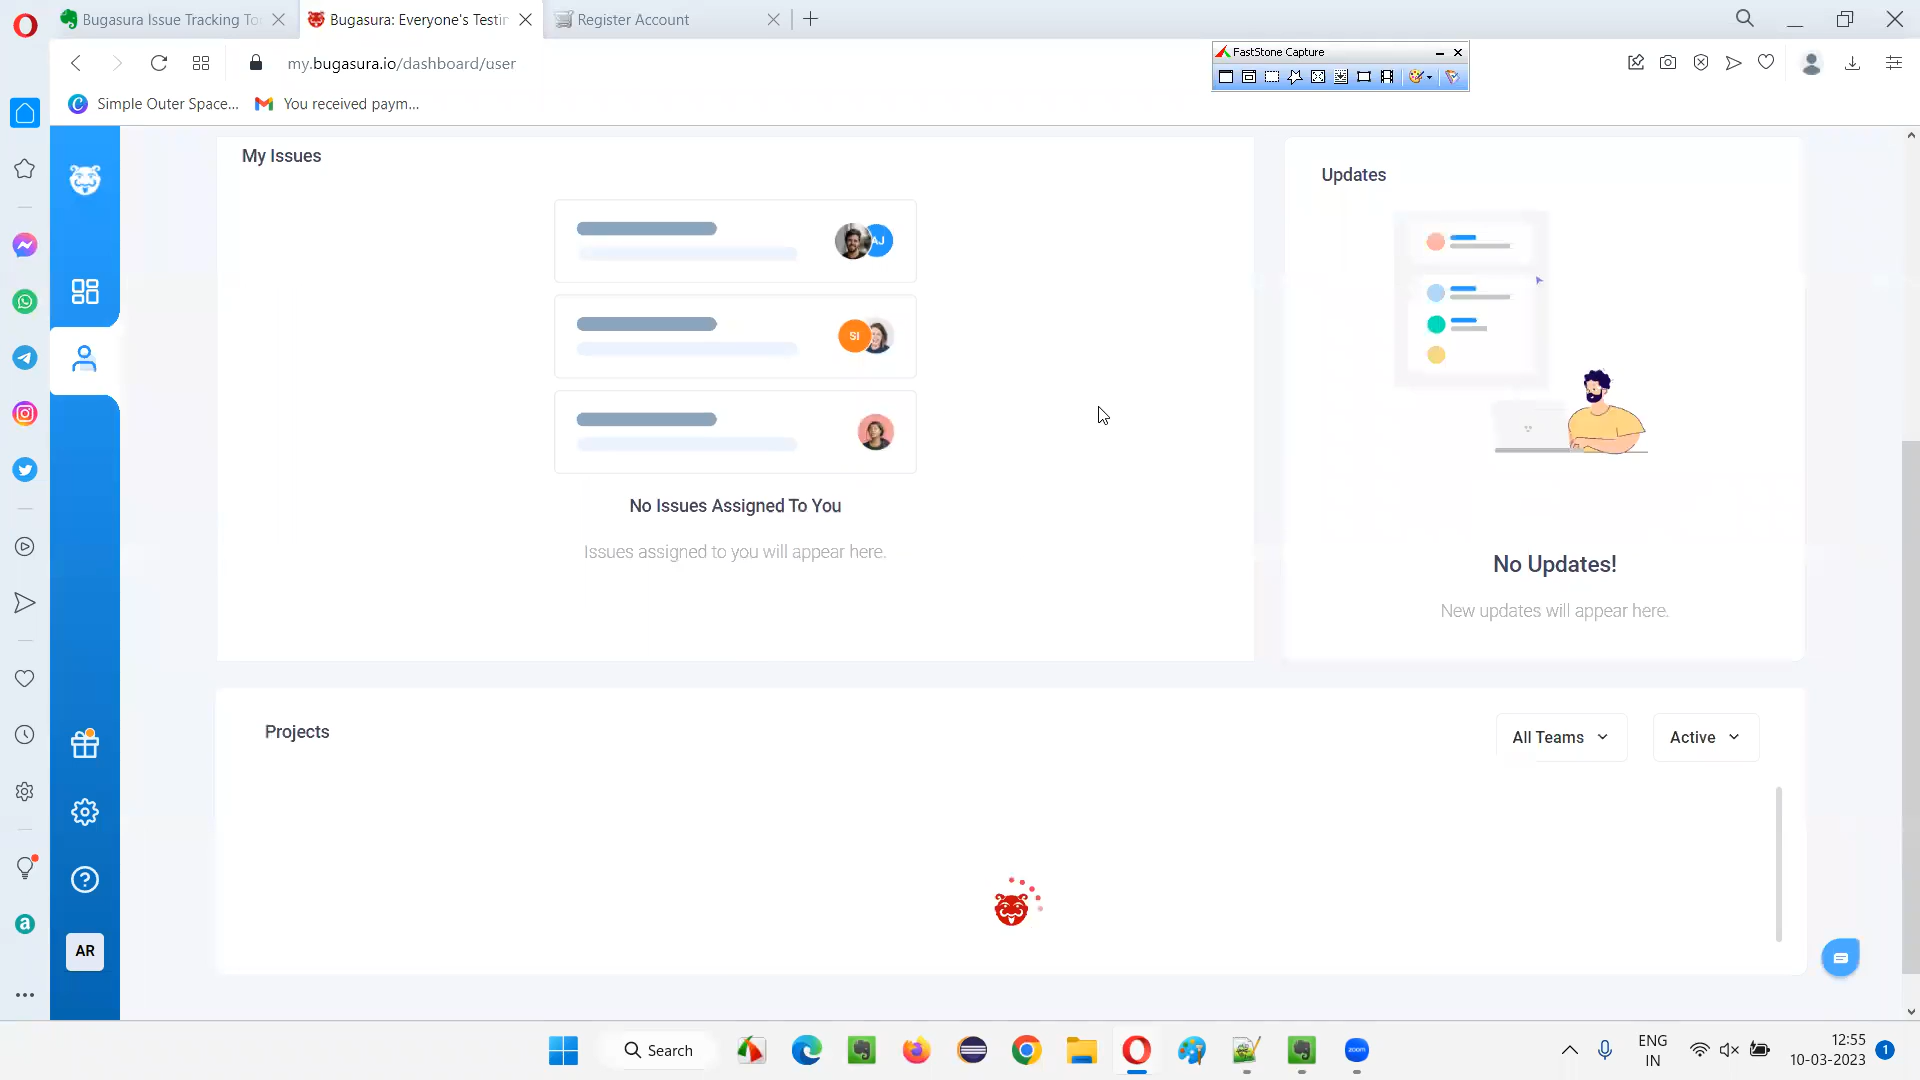 Bugasura Issue Tracking To
Bugasura: Everyone's Testin
Register Account
my.bugasura.io/dashboard/user
FastStone Capture
Simple Outer Space...
You received paym...
My Issues
Updates
AJ
SI
No Issues Assigned To You
Issues assigned to you will appear here.
No Updates!
New updates will appear here.
Projects
All Teams
Active
AR
Search
zoom
ENG
IN
12:55
10-03-2023
1